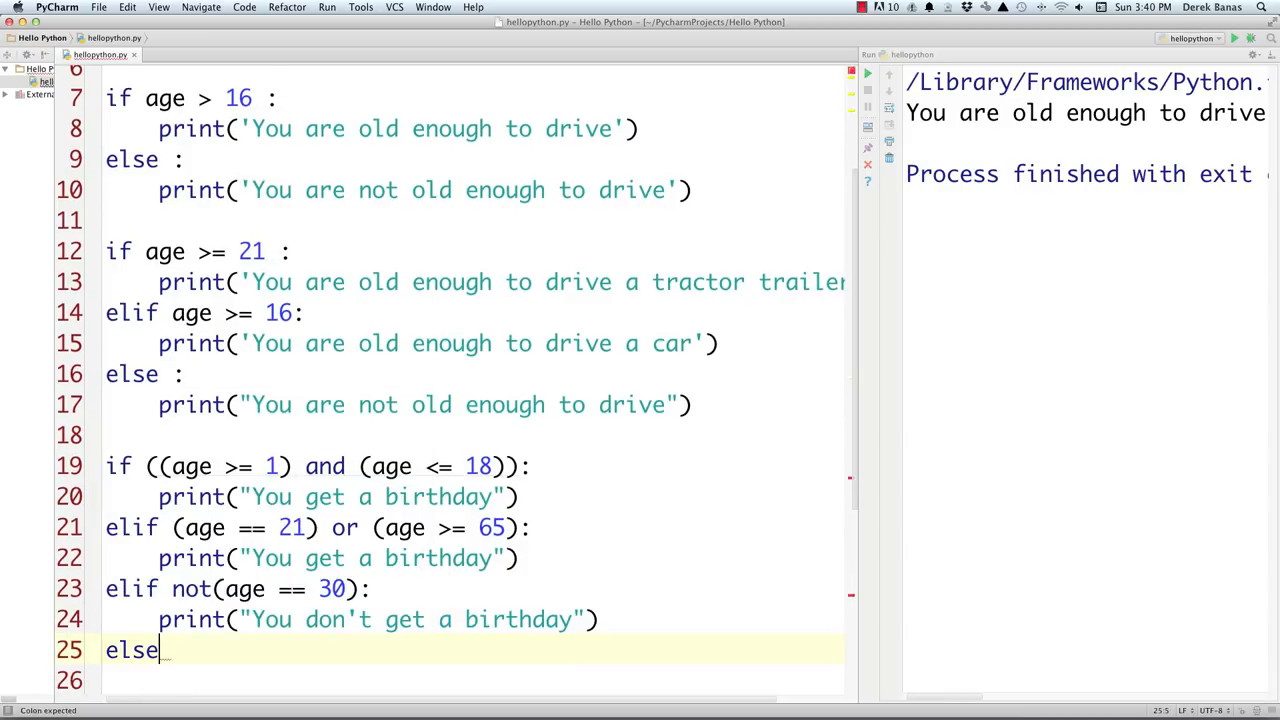 PyCharm File Edit View Navigate Code Refactor Run Tools VCS Window Help 10 Sun 3:40 PM Derek Banas
hellopython.py – Hello Python – [~/PycharmProjects/Hello Python]
Hello Python hellopython.py hellopython
hellopython.py × Run hellopython
Hello P
hell
Extern
6
7 if age > 16 :
8 print('You are old enough to drive')
9 else :
10 print('You are not old enough to drive')
11
12 if age >= 21 :
13 print('You are old enough to drive a tractor trailer
14 elif age >= 16:
15 print('You are old enough to drive a car')
16 else :
17 print("You are not old enough to drive")
18
19 if ((age >= 1) and (age <= 18)):
20 print("You get a birthday")
21 elif (age == 21) or (age >= 65):
22 print("You get a birthday")
23 elif not(age == 30):
24 print("You don't get a birthday")
25 else
26
/Library/Frameworks/Python.
You are old enough to drive
Process finished with exit
Colon expected 25:5 LF UTF-8